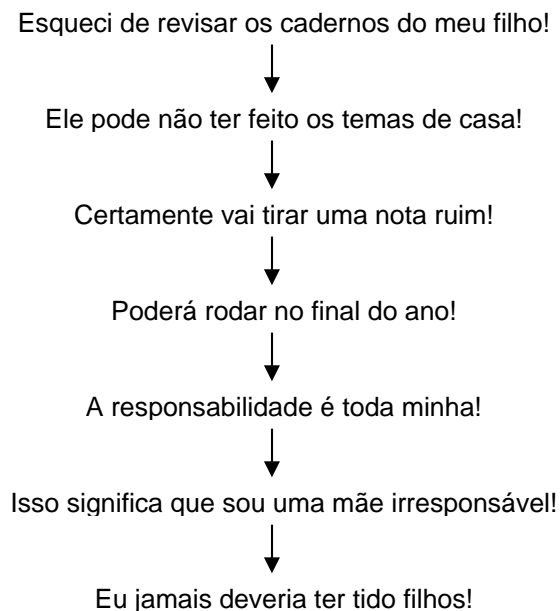 Esqueci de revisar os cadernos do meu filho!
Ele pode não ter feito os temas de casa!
Certamente vai tirar uma nota ruim!
Poderá rodar no final do ano!
A responsabilidade é toda minha!
Isso significa que sou uma mãe irresponsável!
Eu jamais deveria ter tido filhos!